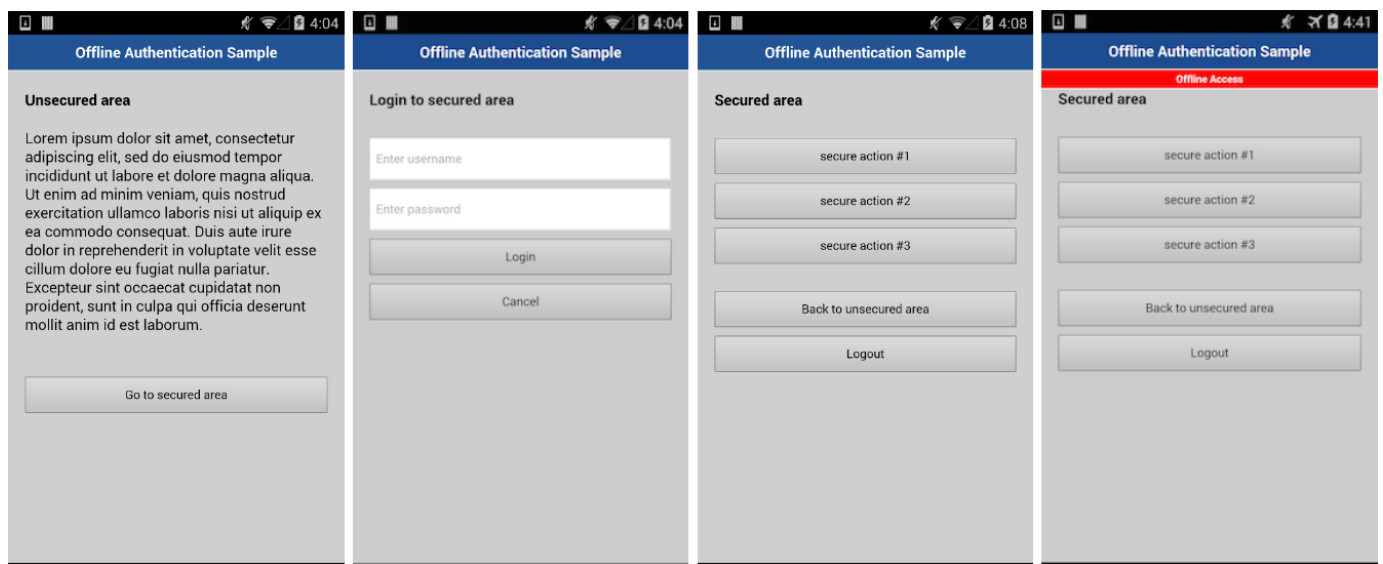 4:04
Offline Authentication Sample
Unsecured area
Lorem ipsum dolor sit amet, consectetur
adipiscing elit, sed do eiusmod tempor
incididunt ut labore et dolore magna aliqua.
Ut enim ad minim veniam, quis nostrud
exercitation ullamco laboris nisi ut aliquip ex
ea commodo consequat. Duis aute irure
dolor in reprehenderit in voluptate velit esse
cillum dolore eu fugiat nulla pariatur.
Excepteur sint occaecat cupidatat non
proident, sunt in culpa qui officia deserunt
mollit anim id est laborum.
Go to secured area
4:04
Offline Authentication Sample
Login to secured area
Enter username
Enter password
Login
Cancel
4:08
Offline Authentication Sample
Secured area
secure action #1
secure action #2
secure action #3
Back to unsecured area
Logout
4:41
Offline Authentication Sample
Offline Access
Secured area
secure action #1
secure action #2
secure action #3
Back to unsecured area
Logout